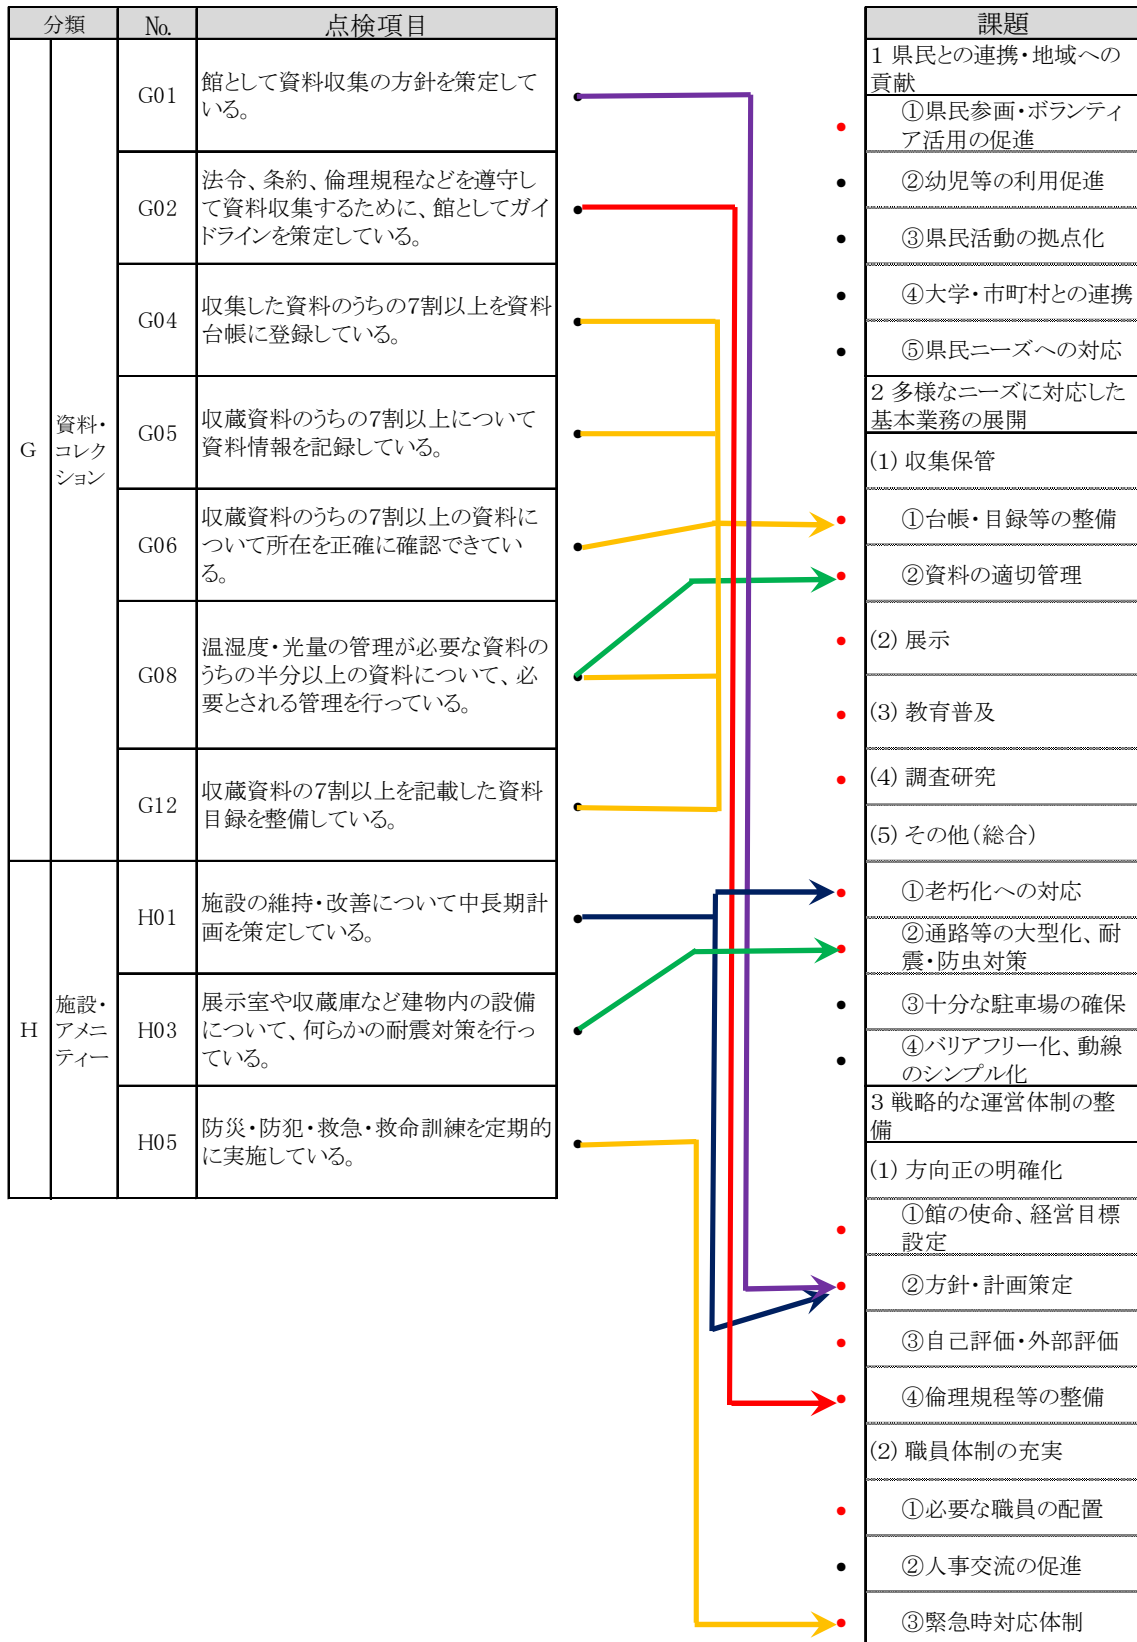 分類 No. 点検項目
G 資料・
コレク
ション
G01 館として資料収集の方針を策定して
いる。
G02 法令、条約、倫理規程などを遵守し
て資料収集するために、館としてガイ
ドラインを策定している。
G04 収集した資料のうちの7割以上を資料
台帳に登録している。
G05 収蔵資料のうちの7割以上について
資料情報を記録している。
G06 収蔵資料のうちの7割以上の資料に
ついて所在を正確に確認できてい
る。
G08 温湿度・光量の管理が必要な資料の
うちの半分以上の資料について、必
要とされる管理を行っている。
G12 収蔵資料の7割以上を記載した資料
目録を整備している。
H 施設・
アメニ
ティー
H01 施設の維持・改善について中長期計
画を策定している。
H03 展示室や収蔵庫など建物内の設備
について、何らかの耐震対策を行っ
ている。
H05 防災・防犯・救急・救命訓練を定期的
に実施している。
課題
1 県民との連携・地域への
貢献
①県民参画・ボランティ
ア活用の促進
②幼児等の利用促進
③県民活動の拠点化
④大学・市町村との連携
⑤県民ニーズへの対応
2 多様なニーズに対応した
基本業務の展開
(1) 収集保管
①台帳・目録等の整備
②資料の適切管理
(2) 展示
(3) 教育普及
(4) 調査研究
(5) その他(総合)
①老朽化への対応
②通路等の大型化、耐
震・防虫対策
③十分な駐車場の確保
④バリアフリー化、動線
のシンプル化
3 戦略的な運営体制の整
備
(1) 方向正の明確化
①館の使命、経営目標
設定
②方針・計画策定
③自己評価・外部評価
④倫理規程等の整備
(2) 職員体制の充実
①必要な職員の配置
②人事交流の促進
③緊急時対応体制